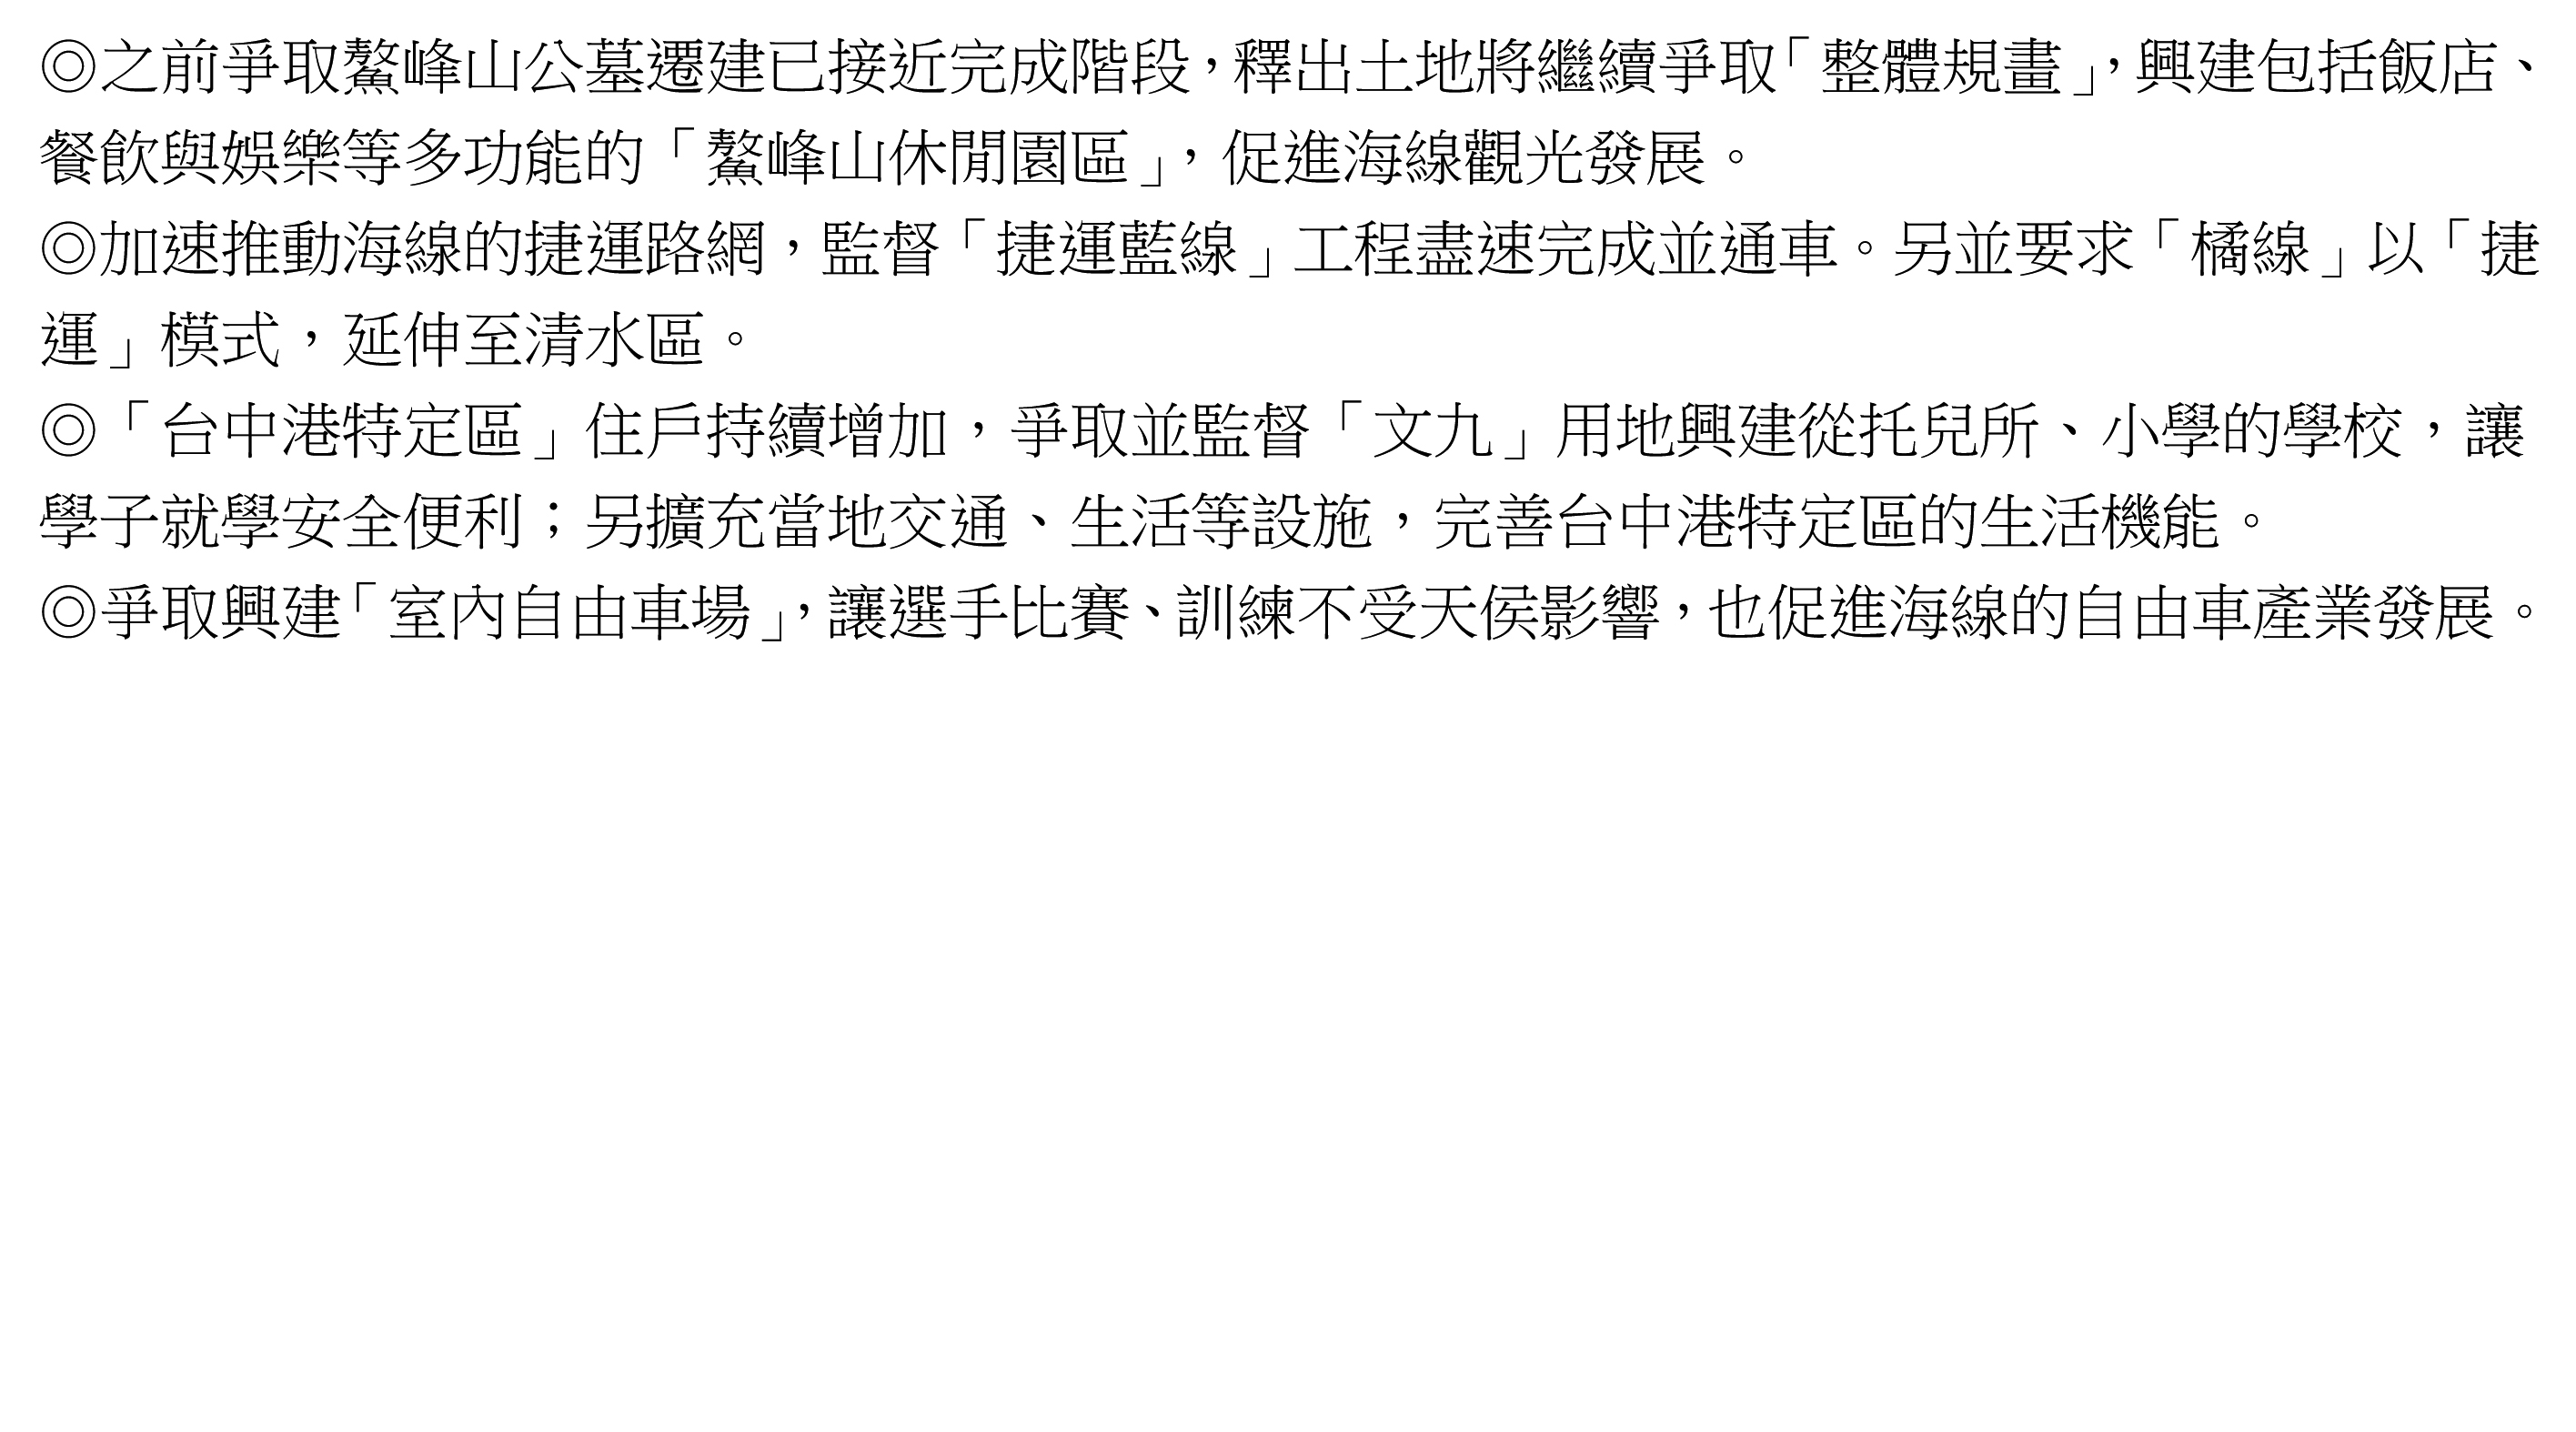 ◎之前爭取鰲峰山公墓遷建已接近完成階段，釋出土地將繼續爭取「整體規畫」，興建包括飯店、
餐飲與娛樂等多功能的「鰲峰山休閒園區」，促進海線觀光發展。
◎加速推動海線的捷運路網，監督「捷運藍線」工程盡速完成並通車。另並要求「橘線」以「捷
運」模式，延伸至清水區。
◎「台中港特定區」住戶持續增加，爭取並監督「文九」用地興建從托兒所、小學的學校，讓
學子就學安全便利；另擴充當地交通、生活等設施，完善台中港特定區的生活機能。
◎爭取興建「室內自由車場」，讓選手比賽、訓練不受天侯影響，也促進海線的自由車產業發展。